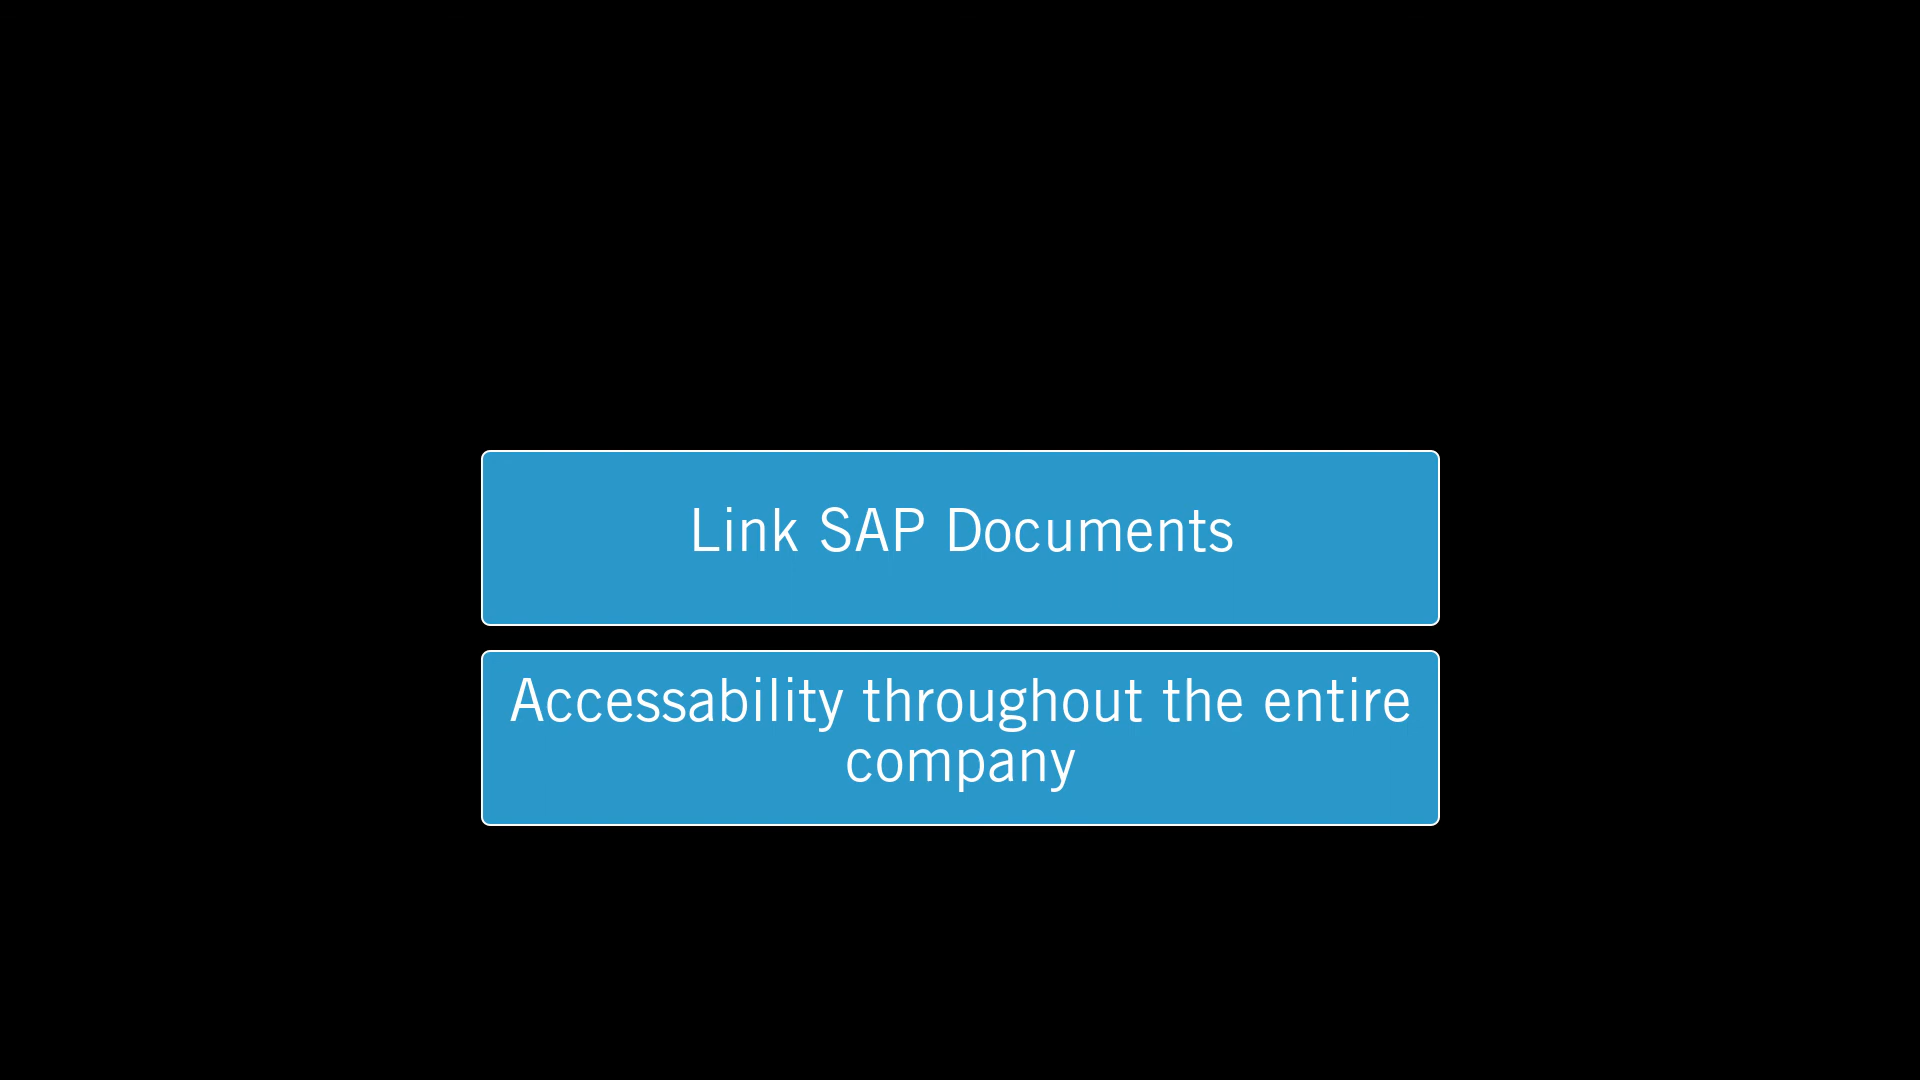 Link SAP Documents
Accessability throughout the entire
company